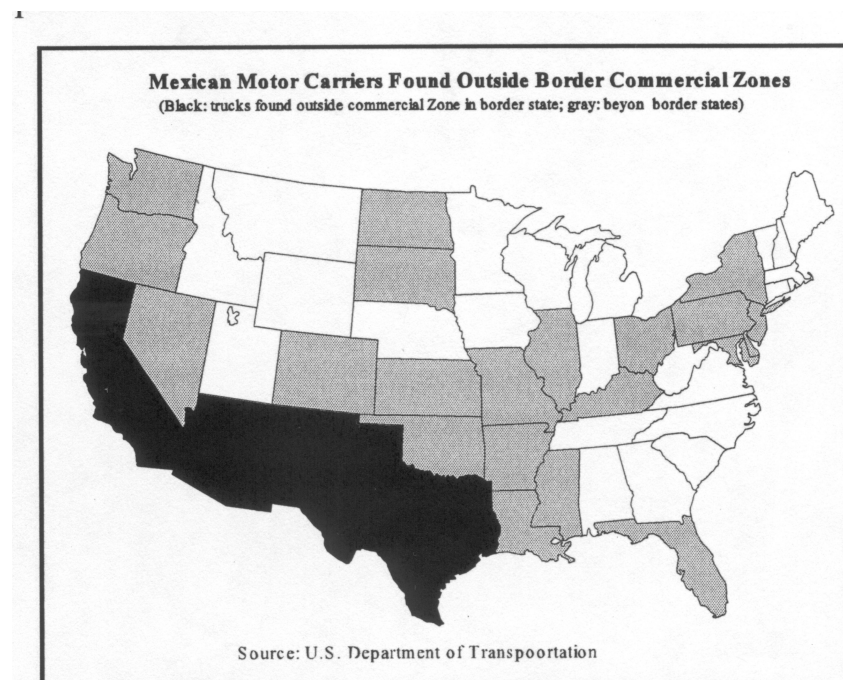 Mexican Motor Carriers Found Outside Border Commercial Zones
(Black: trucks found outside commercial Zone in border state; gray: beyon border states)
Source: U.S. Department of Transpoortation